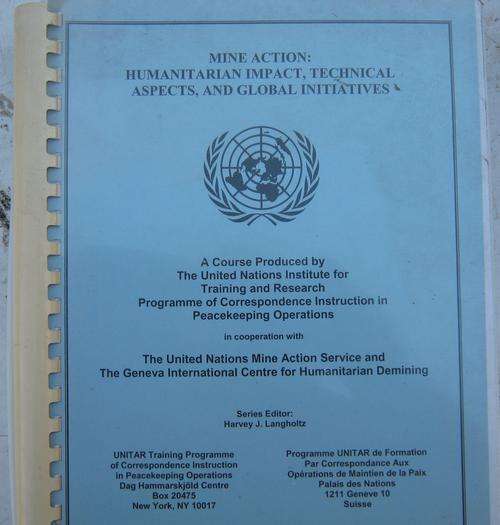 MINE ACTION:
HUMANITARIAN IMPACT, TECHNICAL
ASPECTS, AND GLOBAL INITIATIVES
A Course Produced by
The United Nations Institute for
Training and Research
Programme of Correspondence Instruction in
Peacekeeping Operations
in cooperation with
The United Nations Mine Action Service and
The Geneva International Centre for Humanitarian Demining
Series Editor:
Harvey J. Langholtz
UNITAR Training Programme
of Correspondence Instruction
in Peacekeeping Operations
Dag Hammarskjöld Centre
Box 20475
New York, NY 10017
Programme UNITAR de Formation
Par Correspondance Aux
Opérations de Maintien de la Paix
Palais des Nations
1211 Geneve 10
Suisse